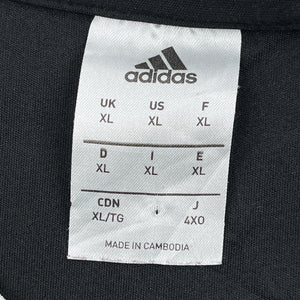 adidas
UK US F
XL XL XL
D I E
XL XL XL
CDN J
XL/TG 4XO
MADE IN CAMBODIA